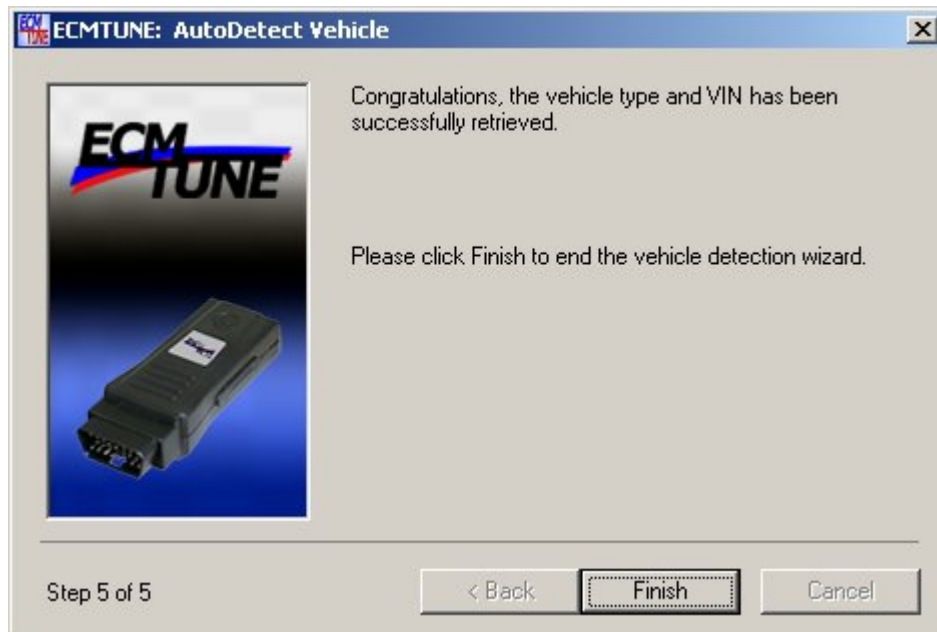 ECMTUNE: AutoDetect Vehicle
Congratulations, the vehicle type and VIN has been
successfully retrieved.
ECM
TUNE
Please click Finish to end the vehicle detection wizard.
Step 5 of 5
< Back
Finish
Cancel